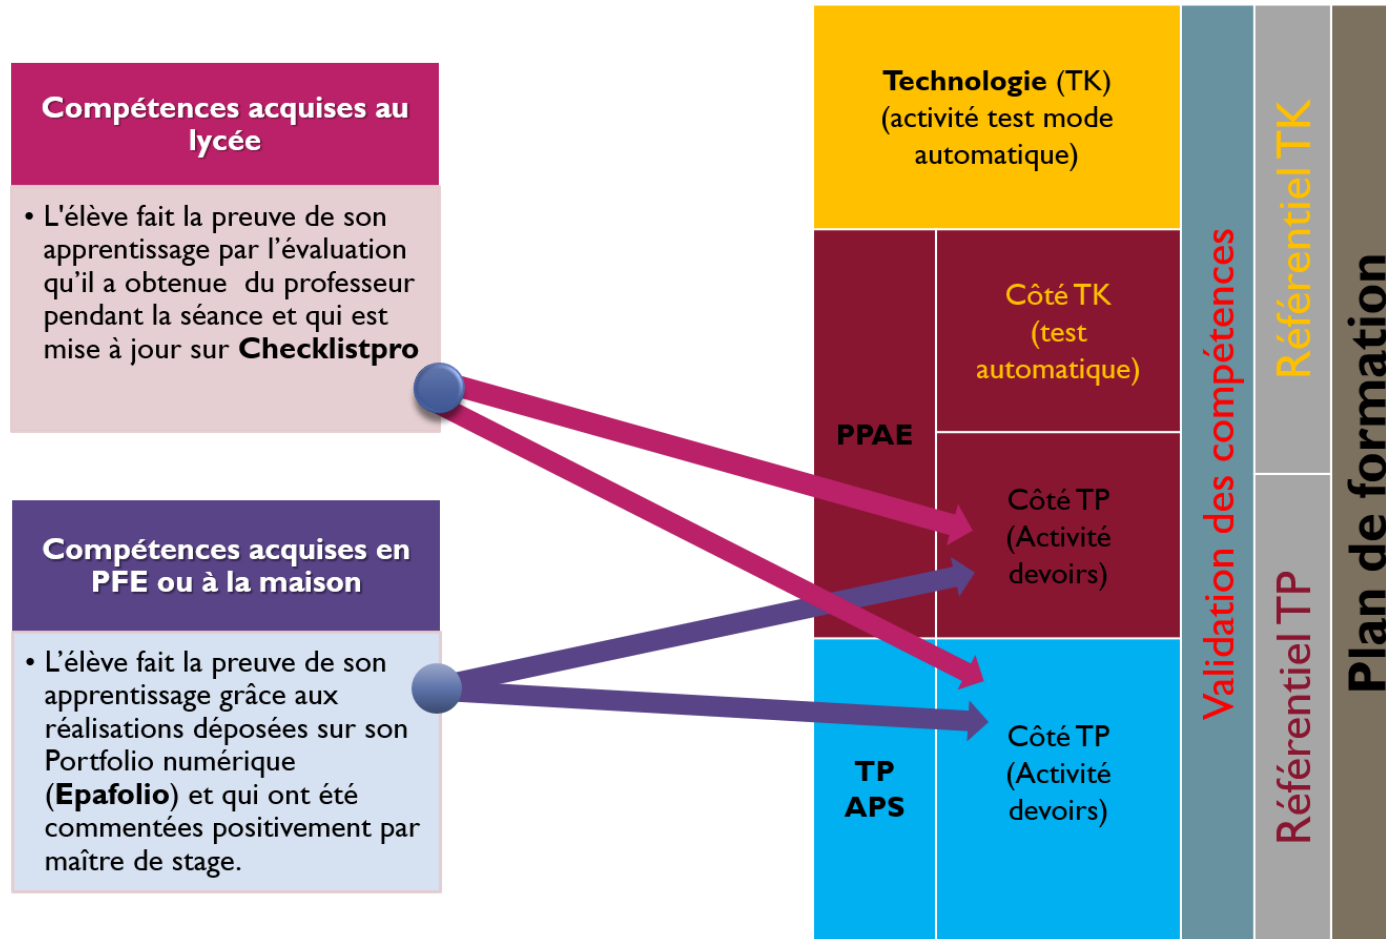 Compétences acquises au
lycée
• L'élève fait la preuve de son
apprentissage par l'évaluation
qu'il a obtenue du professeur
pendant la séance et qui est
mise à jour sur Checklistpro
Compétences acquises en
PFE ou à la maison
• L'élève fait la preuve de son
apprentissage grâce aux
réalisations déposées sur son
Portfolio numérique
(Epafolio) et qui ont été
commentées positivement par
maître de stage.
Technologie (TK)
(activité test mode
automatique)
PPAE
Côté TK
(test
automatique)
Côté TP
(Activité
devoirs)
TP
APS
Côté TP
(Activité
devoirs)
Validation des compétences
Référentiel TK
Référentiel TP
Plan de formation